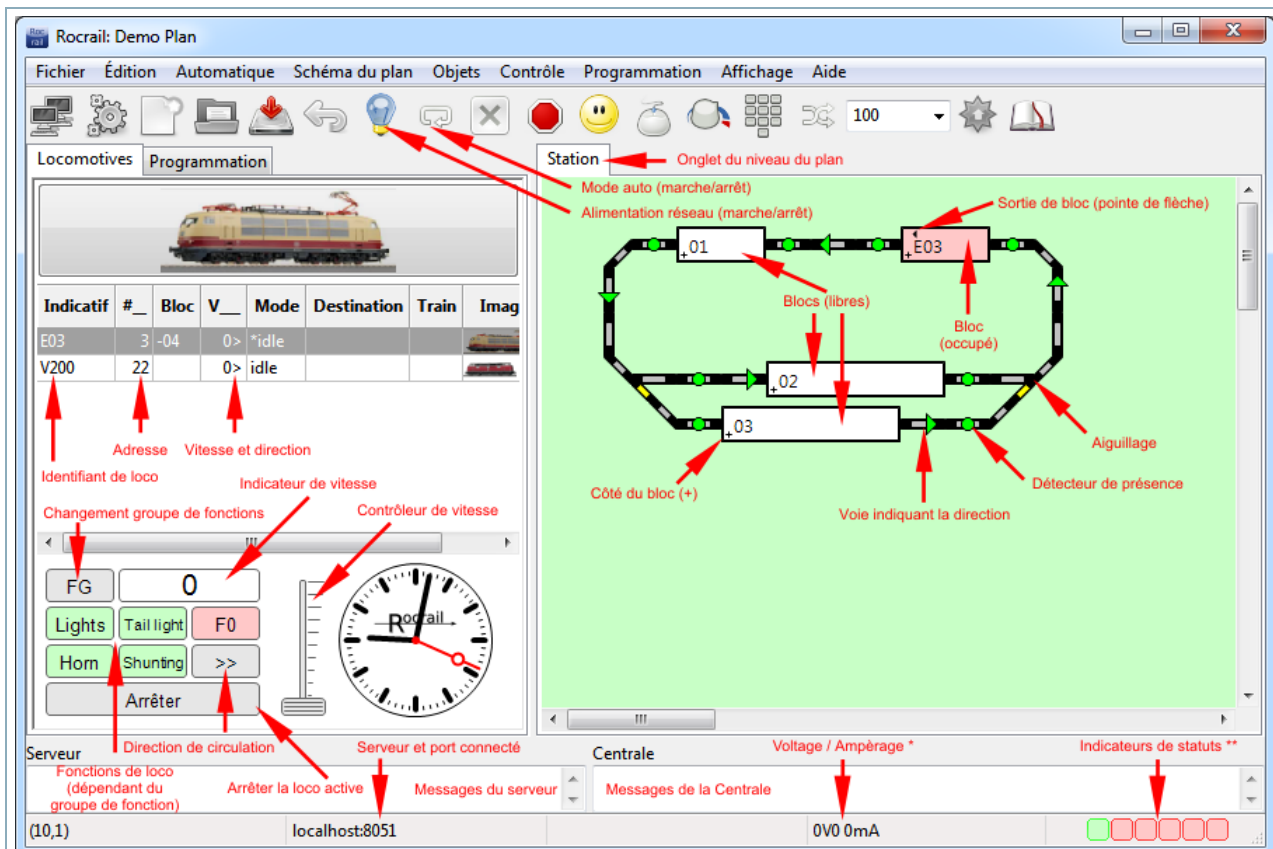 Roc
rail
Rocrail: Demo Plan
Fichier Édition Automatique Schéma du plan Objets Contrôle Programmation Affichage Aide
100
Locomotives Programmation
Station
Onglet du niveau du plan
Mode auto (marche/arrêt)
Alimentation réseau (marche/arrêt)
Sortie de bloc (pointe de flèche)
01
E03
Blocs (libres)
Bloc
(occupé)
02
03
Aiguillage
Détecteur de présence
Côté du bloc (+)
Voie indiquant la direction
Indicatif #__ Bloc V___ Mode Destination Train Imag
E03 3 -04 0> *idle
V200 22 0> idle
Adresse Vitesse et direction
Identifiant de loco
Indicateur de vitesse
Changement groupe de fonctions
Contrôleur de vitesse
FG 0
Lights Tail light F0
Horn Shunting >>
Arrêter
Rocrail
Serveur
Direction de circulation
Serveur et port connecté
Centrale
Voltage / Ampèrage *
Indicateurs de statuts **
Fonctions de loco
(dépendant du
groupe de fonction)
Arrêter la loco active
Messages du serveur
Messages de la Centrale
(10,1) localhost:8051 0V0 0mA